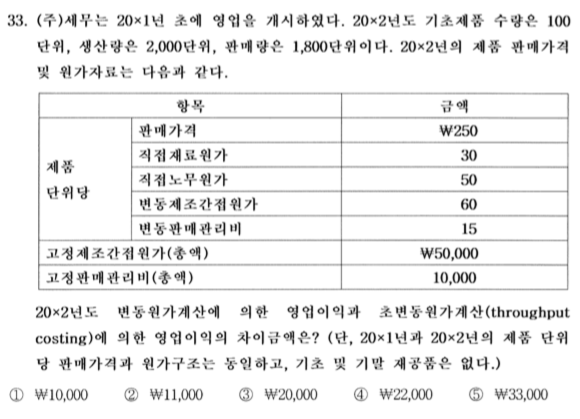 33. (주)세무는 20×1년 초에 영업을 개시하였다. 20×2년도 기초제품 수량은 100
단위, 생산량은 2,000단위, 판매량은 1,800단위이다. 20×2년의 제품 판매가격
및 원가자료는 다음과 같다.
항목 금액
제품 단위당
판매가격 ₩250
직접재료원가 30
직접노무원가 50
변동제조간접원가 60
변동판매관리비 15
고정제조간접원가(총액) ₩50,000
고정판매관리비(총액) 10,000
20×2년도 변동원가계산에 의한 영업이익과 초변동원가계산(throughput
costing)에 의한 영업이익의 차이금액은? (단, 20×1년과 20×2년의 제품 단위
당 판매가격과 원가구조는 동일하고, 기초 및 기말 재공품은 없다.)
① ₩10,000 ② ₩11,000 ③ ₩20,000 ④ ₩22,000 ⑤ ₩33,000